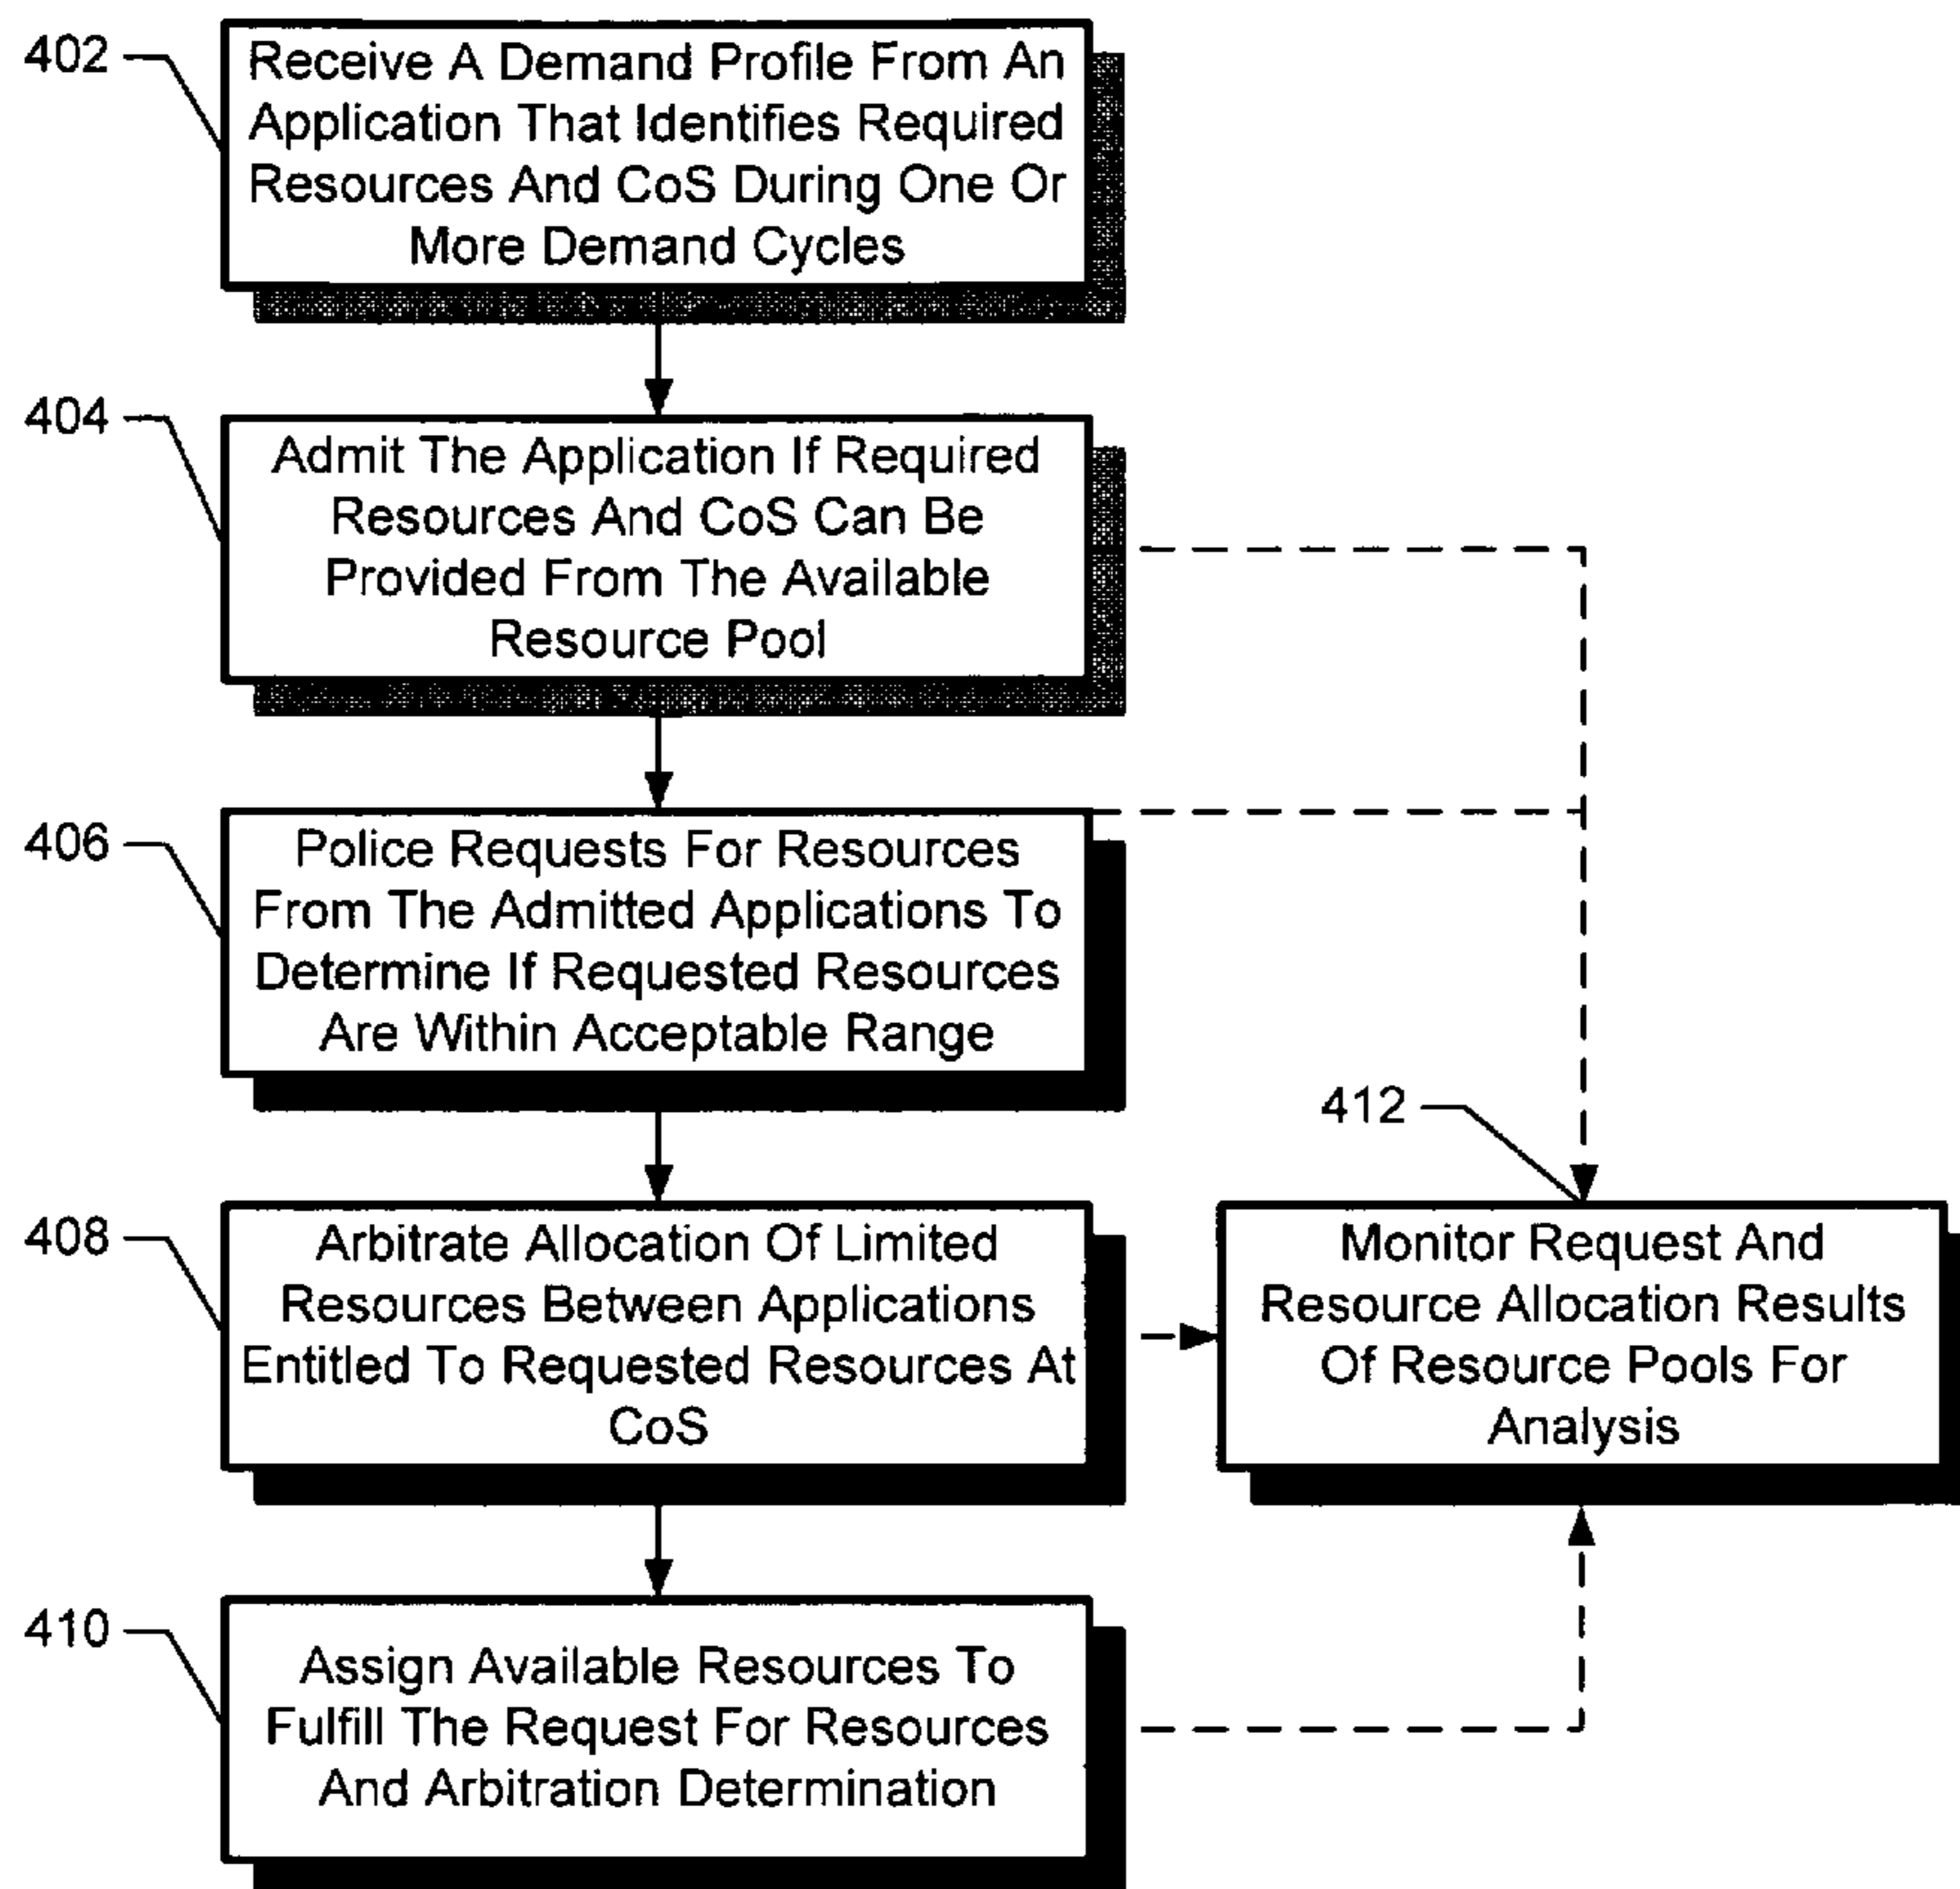 402
Receive A Demand Profile From An
Application That Identifies Required
Resources And CoS During One Or
More Demand Cycles
404
Admit The Application If Required
Resources And CoS Can Be
Provided From The Available
Resource Pool
406
Police Requests For Resources
From The Admitted Applications To
Determine If Requested Resources
Are Within Acceptable Range
408
Arbitrate Allocation Of Limited
Resources Between Applications
Entitled To Requested Resources At
CoS
412
Monitor Request And
Resource Allocation Results
Of Resource Pools For
Analysis
410
Assign Available Resources To
Fulfill The Request For Resources
And Arbitration Determination